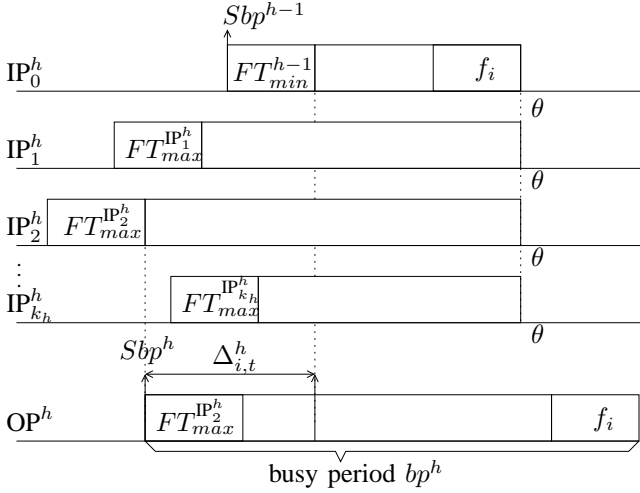 Sbp^{h-1}
IP_0^h FT_{min}^{h-1} f_i
θ
IP_1^h FT_{max}^{IP_1^h}
θ
IP_2^h FT_{max}^{IP_2^h}
θ
⋮
IP_{k_h}^h FT_{max}^{IP_{k_h}^h}
θ
Sbp^h Δ_{i,t}^h
OP^h FT_{max}^{IP_2^h} f_i
busy period bp^h